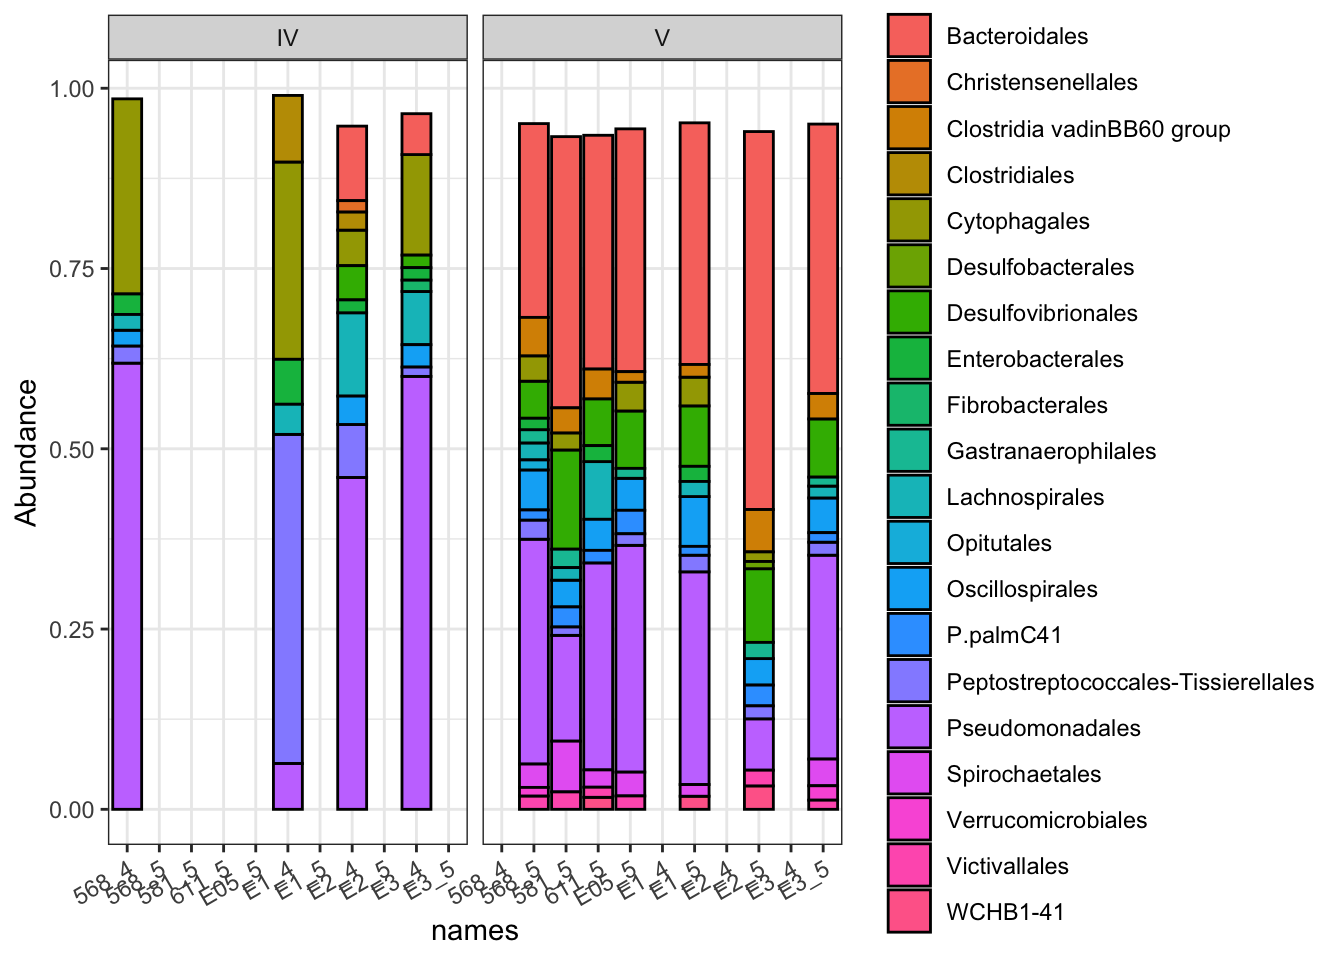 IV
V
1.00
0.75
0.50
0.25
0.00
Abundance
568_4
568_5
581_5
611_5
E05_5
E1_4
E1_5
E2_4
E2_5
E3_4
E3_5
568_4
568_5
581_5
611_5
E05_5
E1_4
E1_5
E2_4
E2_5
E3_4
E3_5
names
Bacteroidales
Christensenellales
Clostridia vadinBB60 group
Clostridiales
Cytophagales
Desulfobacterales
Desulfovibrionales
Enterobacterales
Fibrobacterales
Gastranaerophilales
Lachnospirales
Opitutales
Oscillospirales
P.palmC41
Peptostreptococcales-Tissierellales
Pseudomonadales
Spirochaetales
Verrucomicrobiales
Victivallales
WCHB1-41